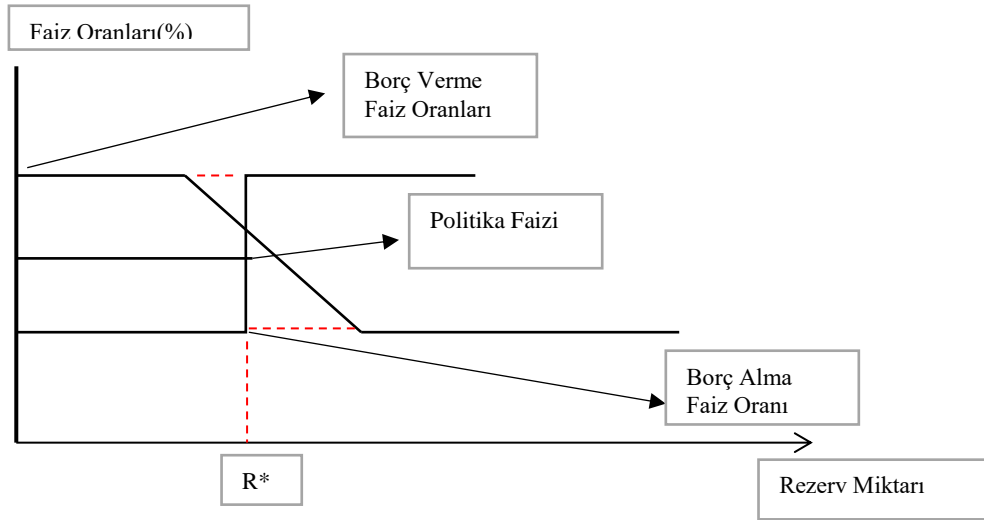 Faiz Oranları(%)
Borç Verme
Faiz Oranları
Politika Faizi
Borç Alma
Faiz Oranı
R*
Rezerv Miktarı